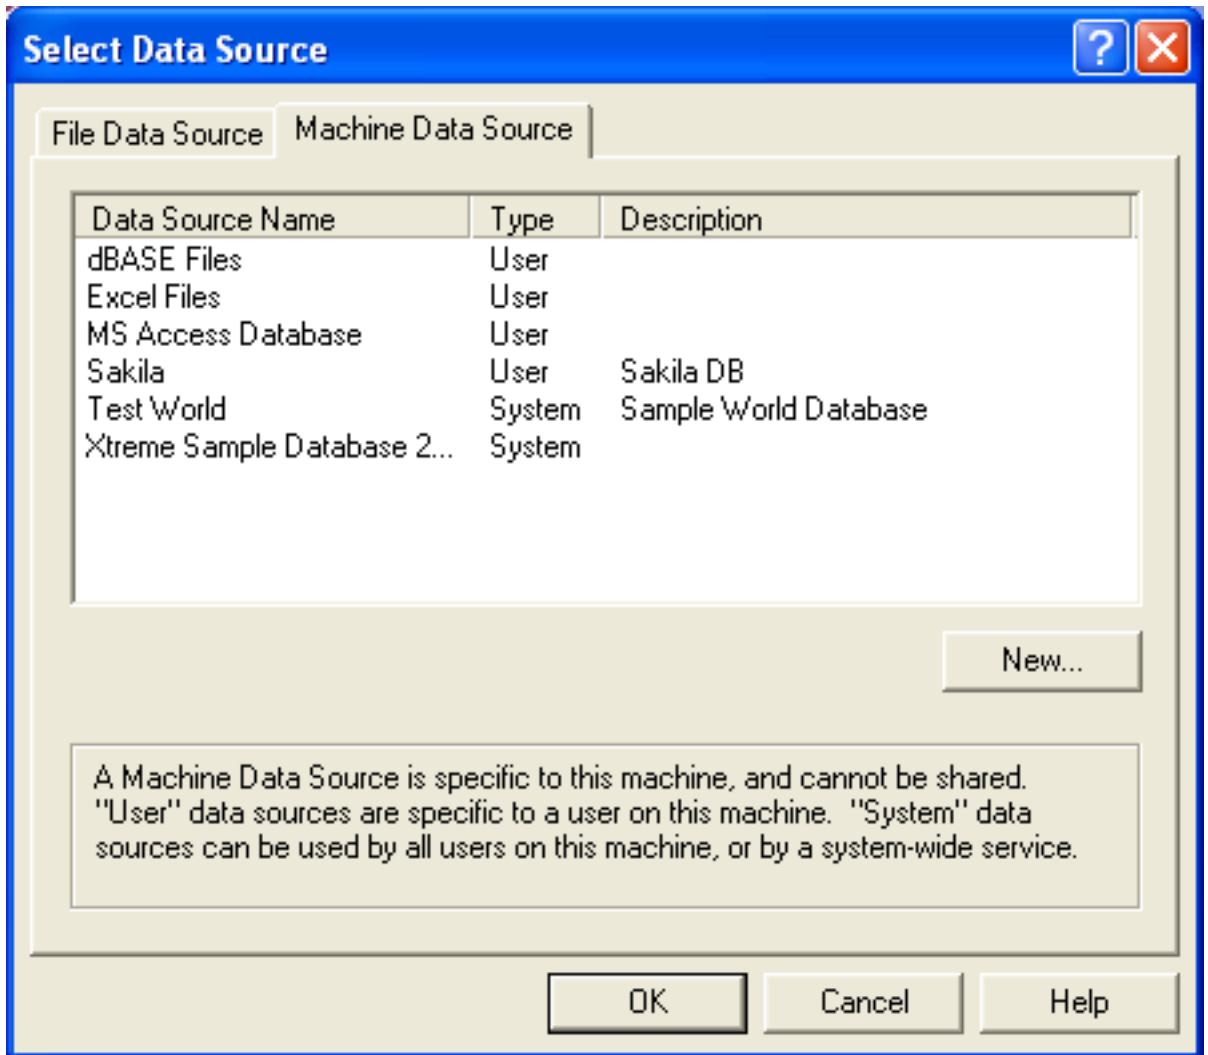 Select Data Source
?
File Data Source Machine Data Source
Data Source Name Type Description
dBASE Files User
Excel Files User
MS Access Database User
Sakila User Sakila DB
Test World System Sample World Database
Xtreme Sample Database 2... System
New...
A Machine Data Source is specific to this machine, and cannot be shared.
"User" data sources are specific to a user on this machine. "System" data
sources can be used by all users on this machine, or by a system-wide service.
OK Cancel Help